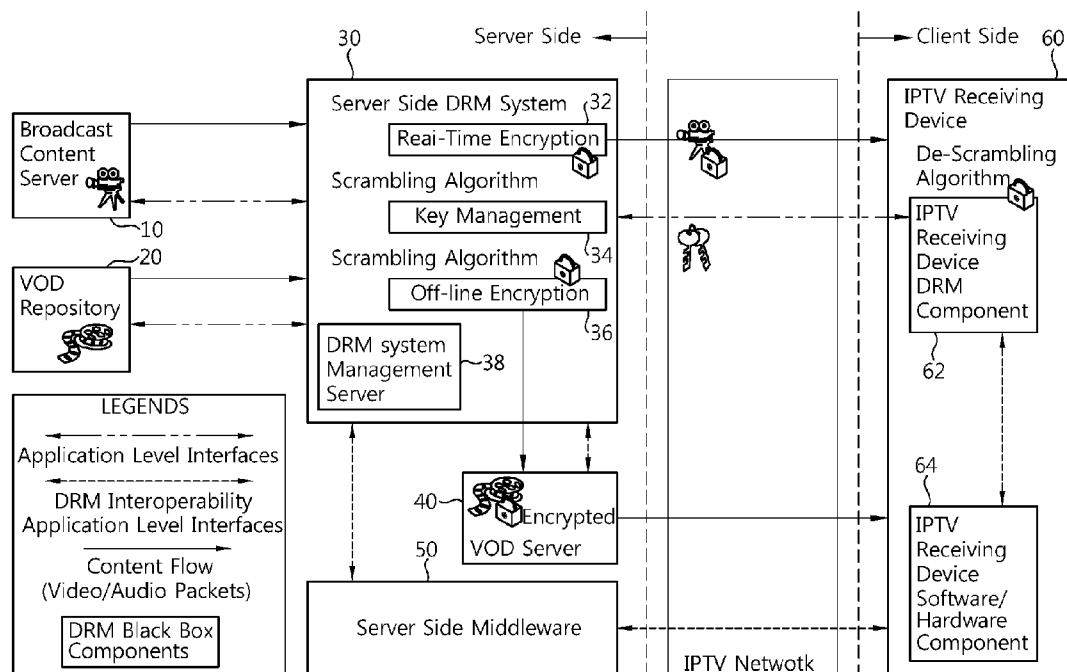 Server Side
Client Side
30
60
Server Side DRM System
32
Reai-Time Encryption
Scrambling Algorithm
Key Management
34
Scrambling Algorithm
Off-line Encryption
36
DRM system
Management
Server
38
Broadcast
Content
Server
10
20
VOD
Repository
IPTV Receiving
Device
De-Scrambling
Algorithm
IPTV
Receiving
Device
DRM
Component
62
LEGENDS
Application Level Interfaces
DRM Interoperability
Application Level Interfaces
Content Flow
(Video/Audio Packets)
DRM Black Box
Components
40
Encrypted
VOD Server
50
Server Side Middleware
64
IPTV
Receiving
Device
Software/
Hardware
Component
IPTV Netwotk